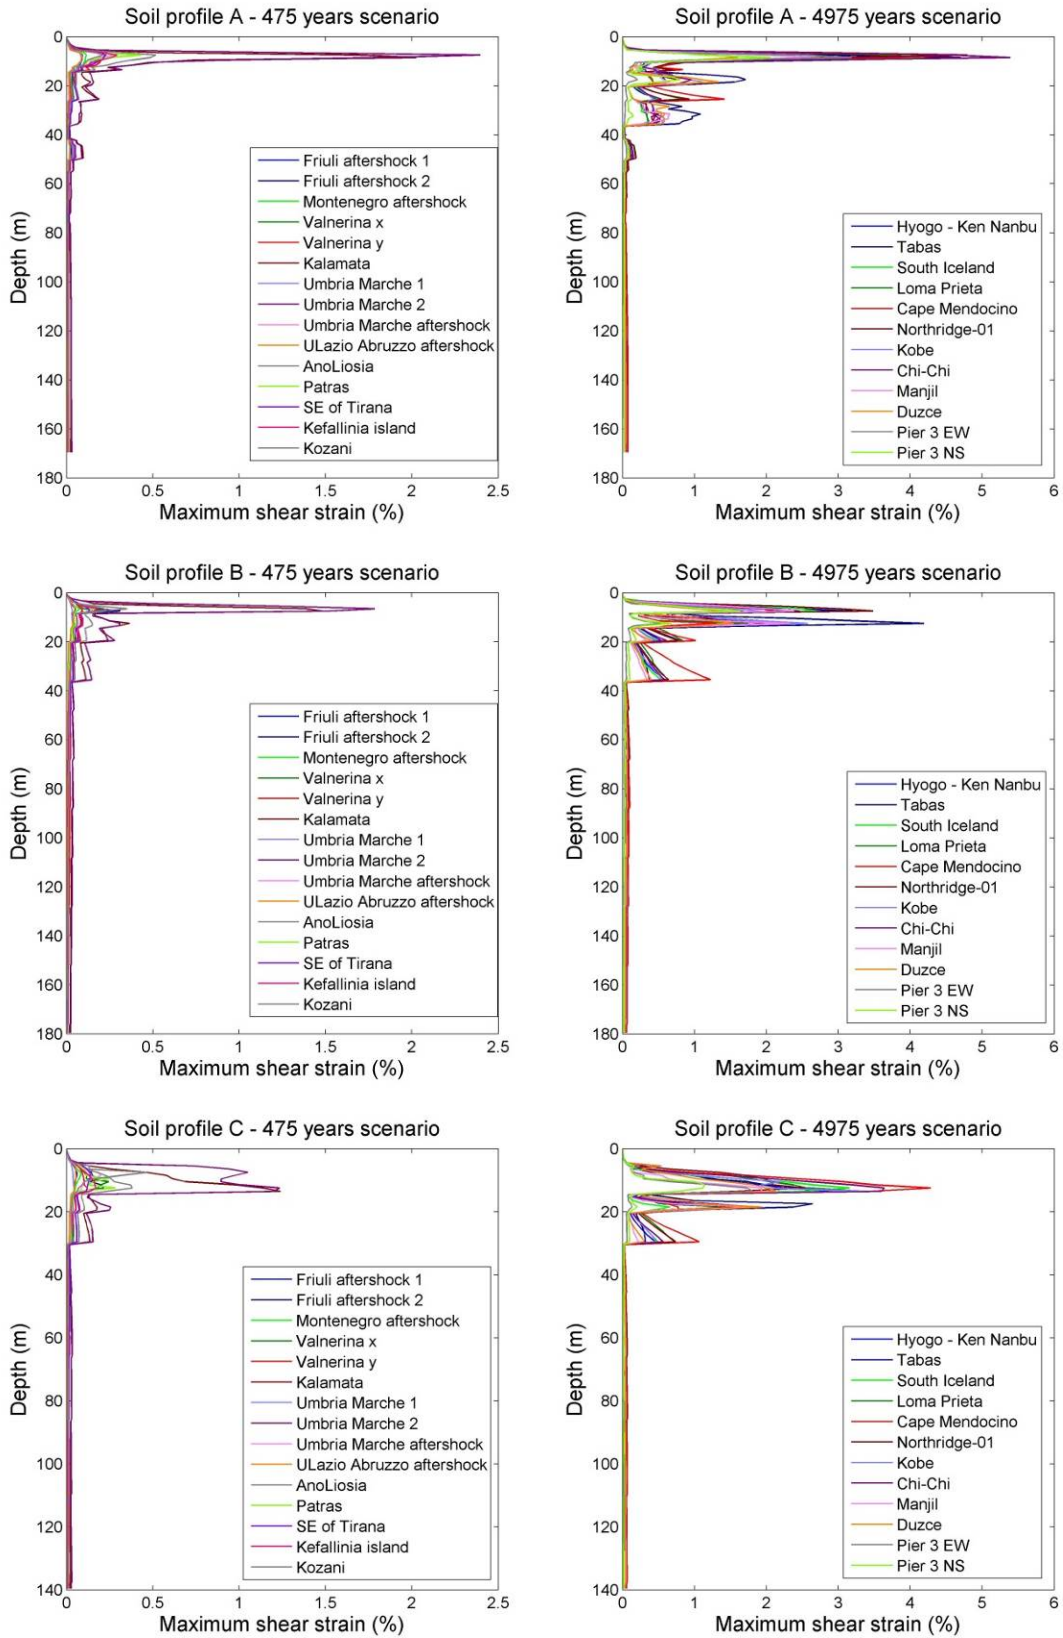 Soil profile A - 475 years scenario
0
20
40
60
80
100
120
140
160
180
Depth (m)
Friuli aftershock 1
Friuli aftershock 2
Montenegro aftershock
Valnerina x
Valnerina y
Kalamata
Umbria Marche 1
Umbria Marche 2
Umbria Marche aftershock
ULazio Abruzzo aftershock
AnoLiosia
Patras
SE of Tirana
Kefallinia island
Kozani
0 0.5 1 1.5 2 2.5
Maximum shear strain (%)
Soil profile A - 4975 years scenario
0
20
40
60
80
100
120
140
160
180
Depth (m)
Hyogo - Ken Nanbu
Tabas
South Iceland
Loma Prieta
Cape Mendocino
Northridge-01
Kobe
Chi-Chi
Manjil
Duzce
Pier 3 EW
Pier 3 NS
0 1 2 3 4 5 6
Maximum shear strain (%)
Soil profile B - 475 years scenario
0
20
40
60
80
100
120
140
160
180
Depth (m)
Friuli aftershock 1
Friuli aftershock 2
Montenegro aftershock
Valnerina x
Valnerina y
Kalamata
Umbria Marche 1
Umbria Marche 2
Umbria Marche aftershock
ULazio Abruzzo aftershock
AnoLiosia
Patras
SE of Tirana
Kefallinia island
Kozani
0 0.5 1 1.5 2 2.5
Maximum shear strain (%)
Soil profile B - 4975 years scenario
0
20
40
60
80
100
120
140
160
180
Depth (m)
Hyogo - Ken Nanbu
Tabas
South Iceland
Loma Prieta
Cape Mendocino
Northridge-01
Kobe
Chi-Chi
Manjil
Duzce
Pier 3 EW
Pier 3 NS
0 1 2 3 4 5 6
Maximum shear strain (%)
Soil profile C - 475 years scenario
0
20
40
60
80
100
120
140
Depth (m)
Friuli aftershock 1
Friuli aftershock 2
Montenegro aftershock
Valnerina x
Valnerina y
Kalamata
Umbria Marche 1
Umbria Marche 2
Umbria Marche aftershock
ULazio Abruzzo aftershock
AnoLiosia
Patras
SE of Tirana
Kefallinia island
Kozani
0 0.5 1 1.5 2 2.5
Maximum shear strain (%)
Soil profile C - 4975 years scenario
0
20
40
60
80
100
120
140
Depth (m)
Hyogo - Ken Nanbu
Tabas
South Iceland
Loma Prieta
Cape Mendocino
Northridge-01
Kobe
Chi-Chi
Manjil
Duzce
Pier 3 EW
Pier 3 NS
0 1 2 3 4 5 6
Maximum shear strain (%)